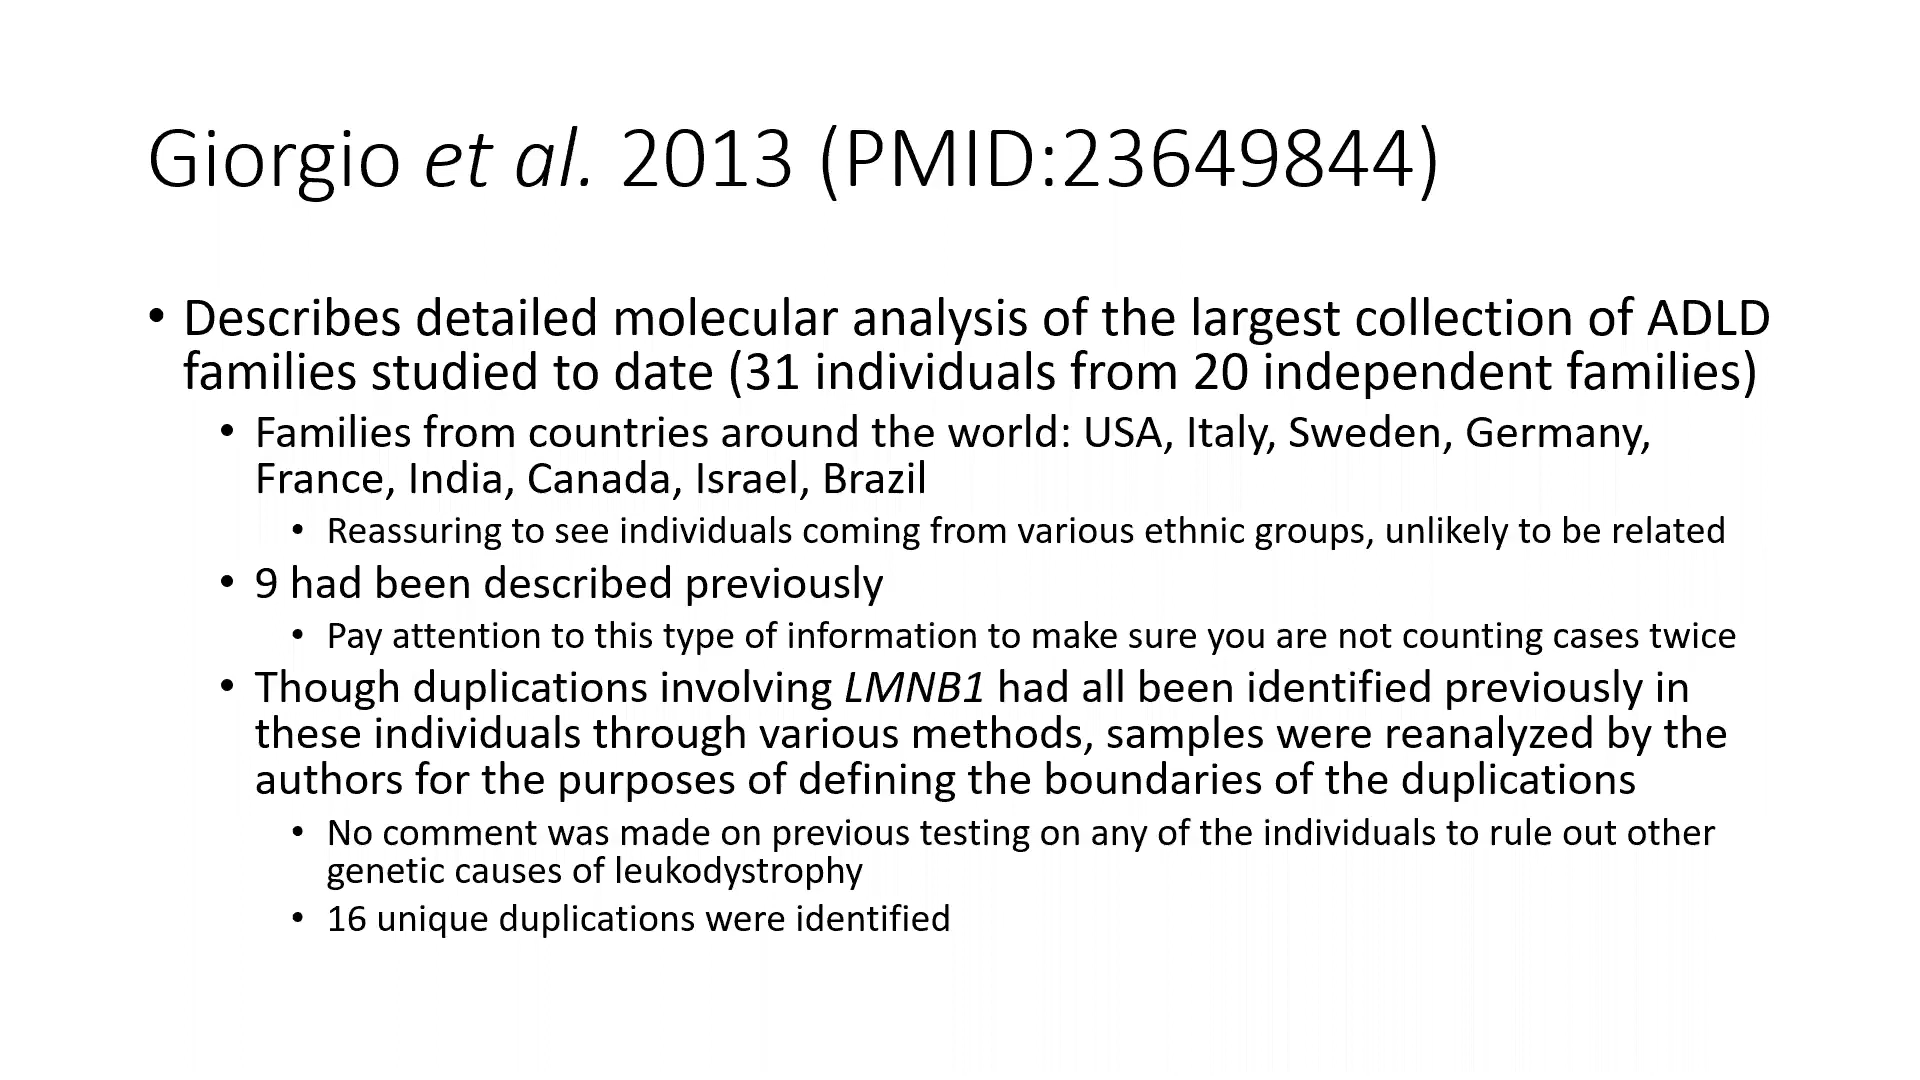 Giorgio et al. 2013 (PMID:23649844)
• Describes detailed molecular analysis of the largest collection of ADLD
families studied to date (31 individuals from 20 independent families)
• Families from countries around the world: USA, Italy, Sweden, Germany,
France, India, Canada, Israel, Brazil
• Reassuring to see individuals coming from various ethnic groups, unlikely to be related
• 9 had been described previously
• Pay attention to this type of information to make sure you are not counting cases twice
• Though duplications involving LMNB1 had all been identified previously in
these individuals through various methods, samples were reanalyzed by the
authors for the purposes of defining the boundaries of the duplications
• No comment was made on previous testing on any of the individuals to rule out other
genetic causes of leukodystrophy
• 16 unique duplications were identified